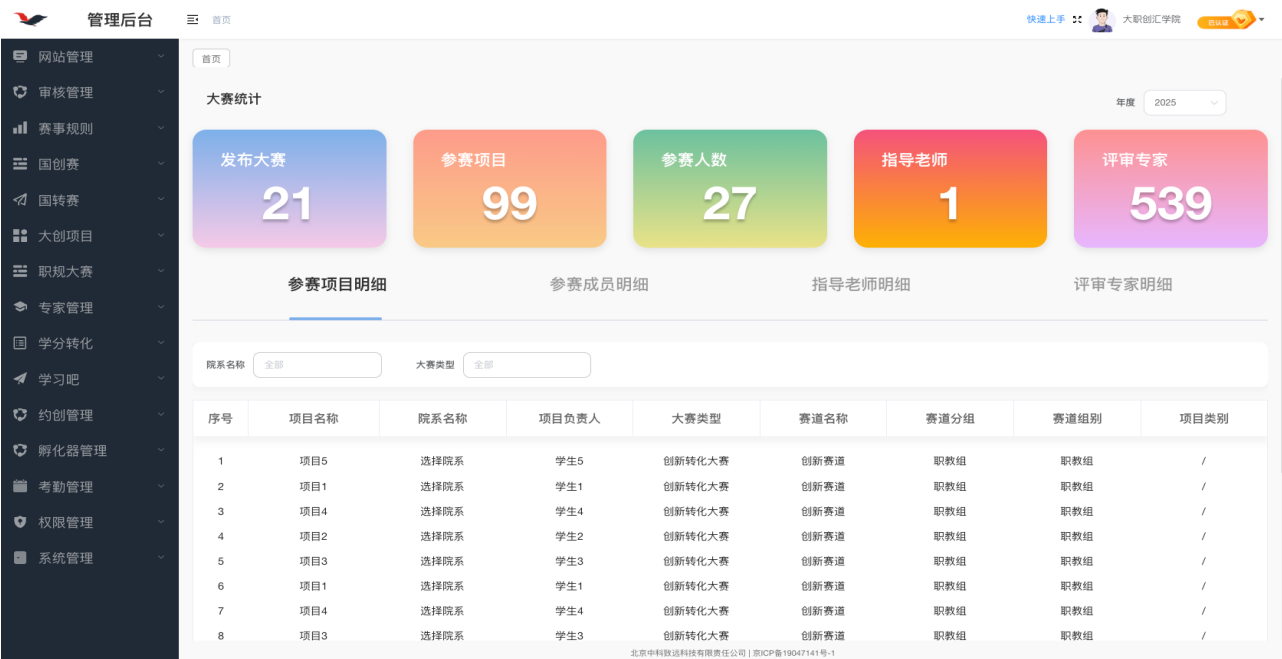 管理后台 首页 快速上手 大职创汇学院 已认证
网站管理
审核管理
赛事规则
国创赛
国转赛
大创项目
职规大赛
专家管理
学分转化
学习吧
约创管理
孵化器管理
考勤管理
权限管理
系统管理
首页
大赛统计 年度 2025
发布大赛 参赛项目 参赛人数 指导老师 评审专家
21 99 27 1 539
参赛项目明细 参赛成员明细 指导老师明细 评审专家明细
院系名称 全部 大赛类型 全部
序号 项目名称 院系名称 项目负责人 大赛类型 赛道名称 赛道分组 赛道组别 项目类别
1 项目5 选择院系 学生5 创新转化大赛 创新赛道 职教组 职教组 /
2 项目1 选择院系 学生1 创新转化大赛 创新赛道 职教组 职教组 /
3 项目4 选择院系 学生4 创新转化大赛 创新赛道 职教组 职教组 /
4 项目2 选择院系 学生2 创新转化大赛 创新赛道 职教组 职教组 /
5 项目3 选择院系 学生3 创新转化大赛 创新赛道 职教组 职教组 /
6 项目1 选择院系 学生1 创新转化大赛 创新赛道 职教组 职教组 /
7 项目4 选择院系 学生4 创新转化大赛 创新赛道 职教组 职教组 /
8 项目3 选择院系 学生3 创新转化大赛 创新赛道 职教组 职教组 /
北京中科致远科技有限责任公司 | 京ICP备19047141号-1